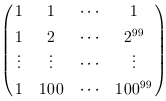 1 1 ⋯ 1
1 2 ⋯ 2^99
⋮ ⋮ ⋯ ⋮
1 100 ⋯ 100^99